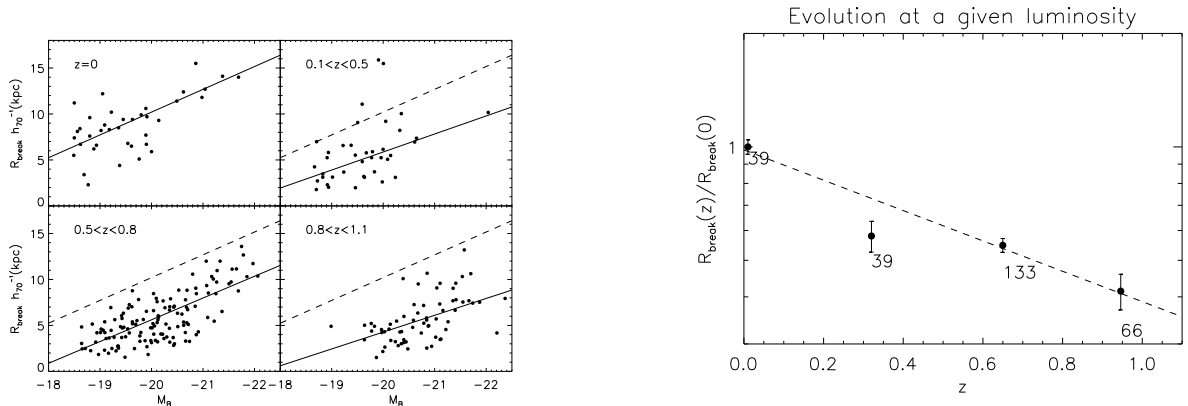 z=0
0.1<z<0.5
15
10
5
0
R_break h_70^-1(kpc)
0.5<z<0.8
0.8<z<1.1
15
10
5
0
R_break h_70^-1(kpc)
-18 -19 -20 -21 -22 -18 -19 -20 -21 -22
M_B M_B
Evolution at a given luminosity
1
R_break(z)/R_break(0)
39
39
133
66
0.0 0.2 0.4 0.6 0.8 1.0
z